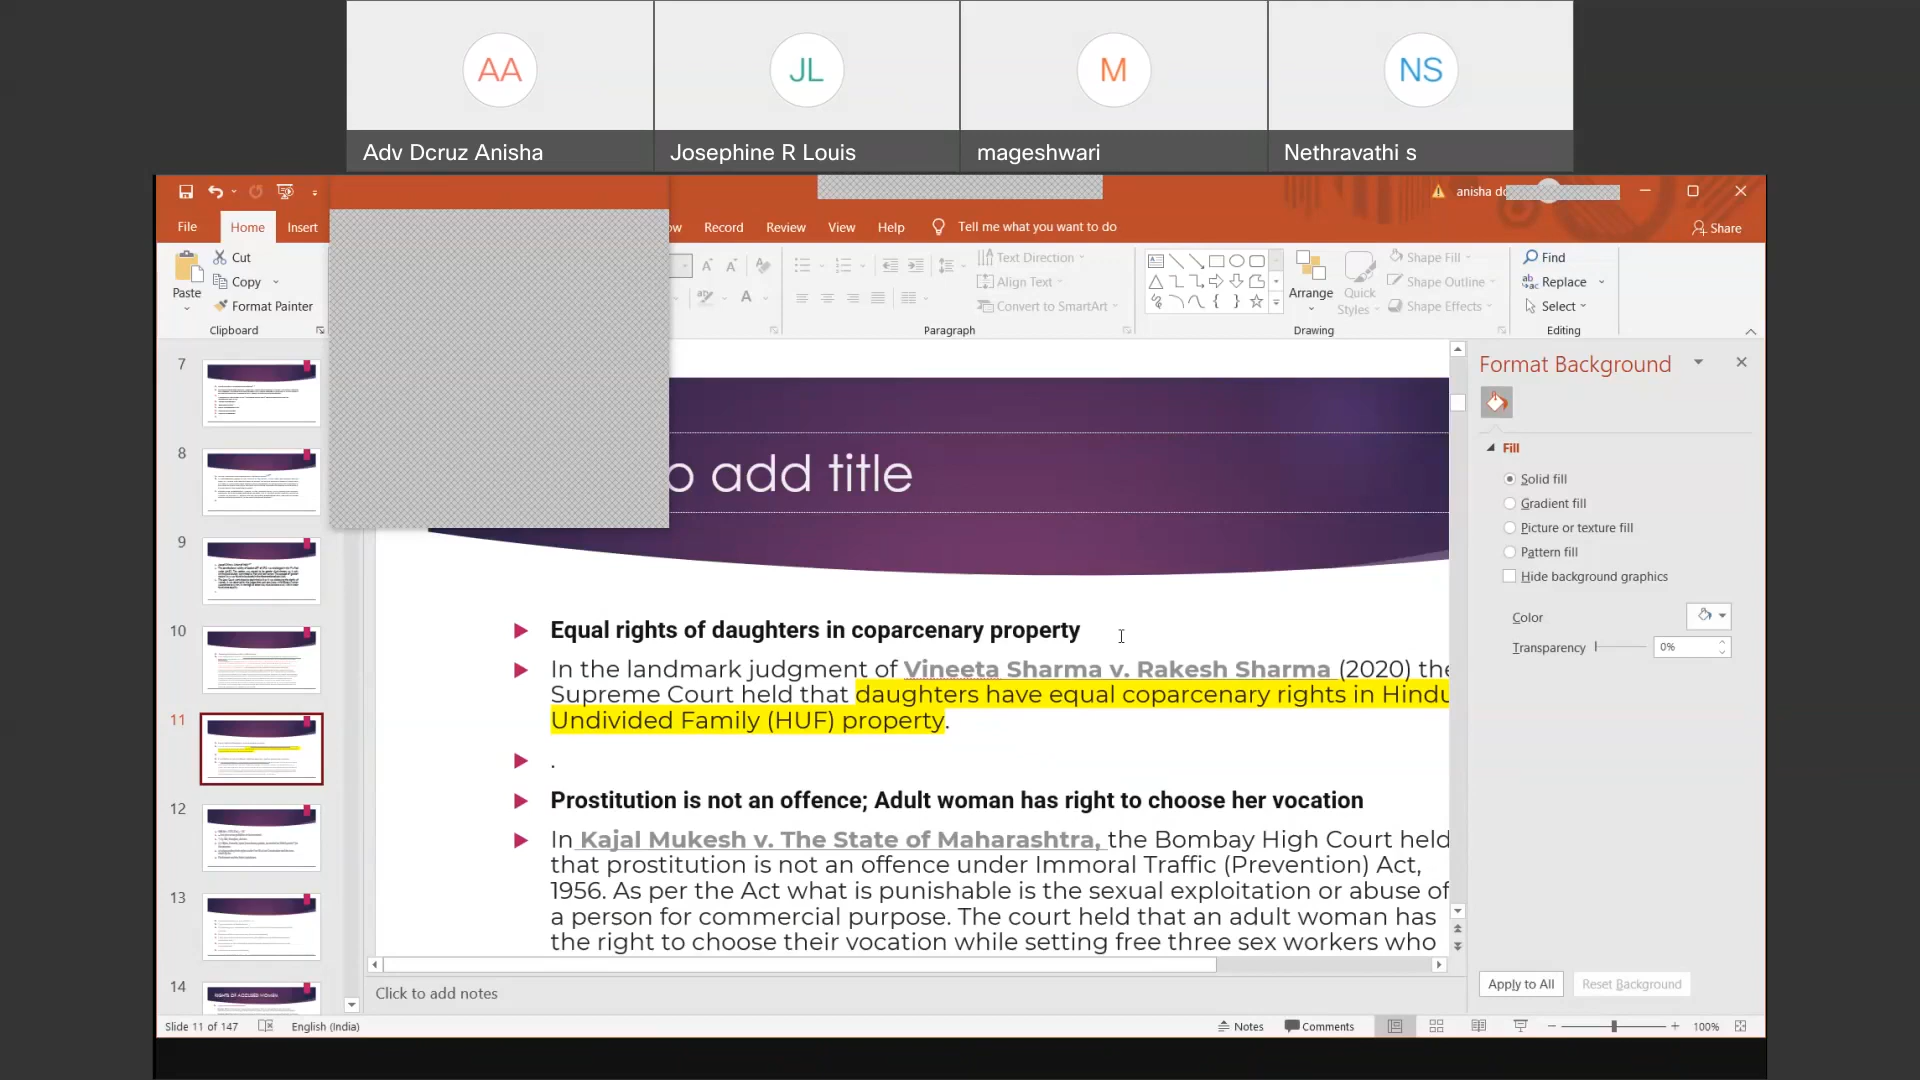 AA
JL
M
NS
Adv Dcruz Anisha
Josephine R Louis
mageshwari
Nethravathi s
anisha
File
Home
Insert
Record
Review
View
Help
Tell me what you want to do
Share
Paste
Cut
Copy
Format Painter
Clipboard
Text Direction
Align Text
Convert to SmartArt
Paragraph
Arrange
Quick
Styles
Shape Fill
Shape Outline
Shape Effects
Drawing
Find
Replace
Select
Editing
7
8
9
10
11
12
13
14
RIGHTS OF ACCUSED WOMEN
add title
Equal rights of daughters in coparcenary property
In the landmark judgment of Vineeta Sharma v. Rakesh Sharma (2020) the
Supreme Court held that daughters have equal coparcenary rights in Hindu
Undivided Family (HUF) property.
.
Prostitution is not an offence; Adult woman has right to choose her vocation
In Kajal Mukesh v. The State of Maharashtra, the Bombay High Court held
that prostitution is not an offence under Immoral Traffic (Prevention) Act,
1956. As per the Act what is punishable is the sexual exploitation or abuse of
a person for commercial purpose. The court held that an adult woman has
the right to choose their vocation while setting free three sex workers who
Format Background
Fill
Solid fill
Gradient fill
Picture or texture fill
Pattern fill
Hide background graphics
Color
Transparency
0%
Apply to All
Reset Background
Click to add notes
Slide 11 of 147
English (India)
Notes
Comments
100%